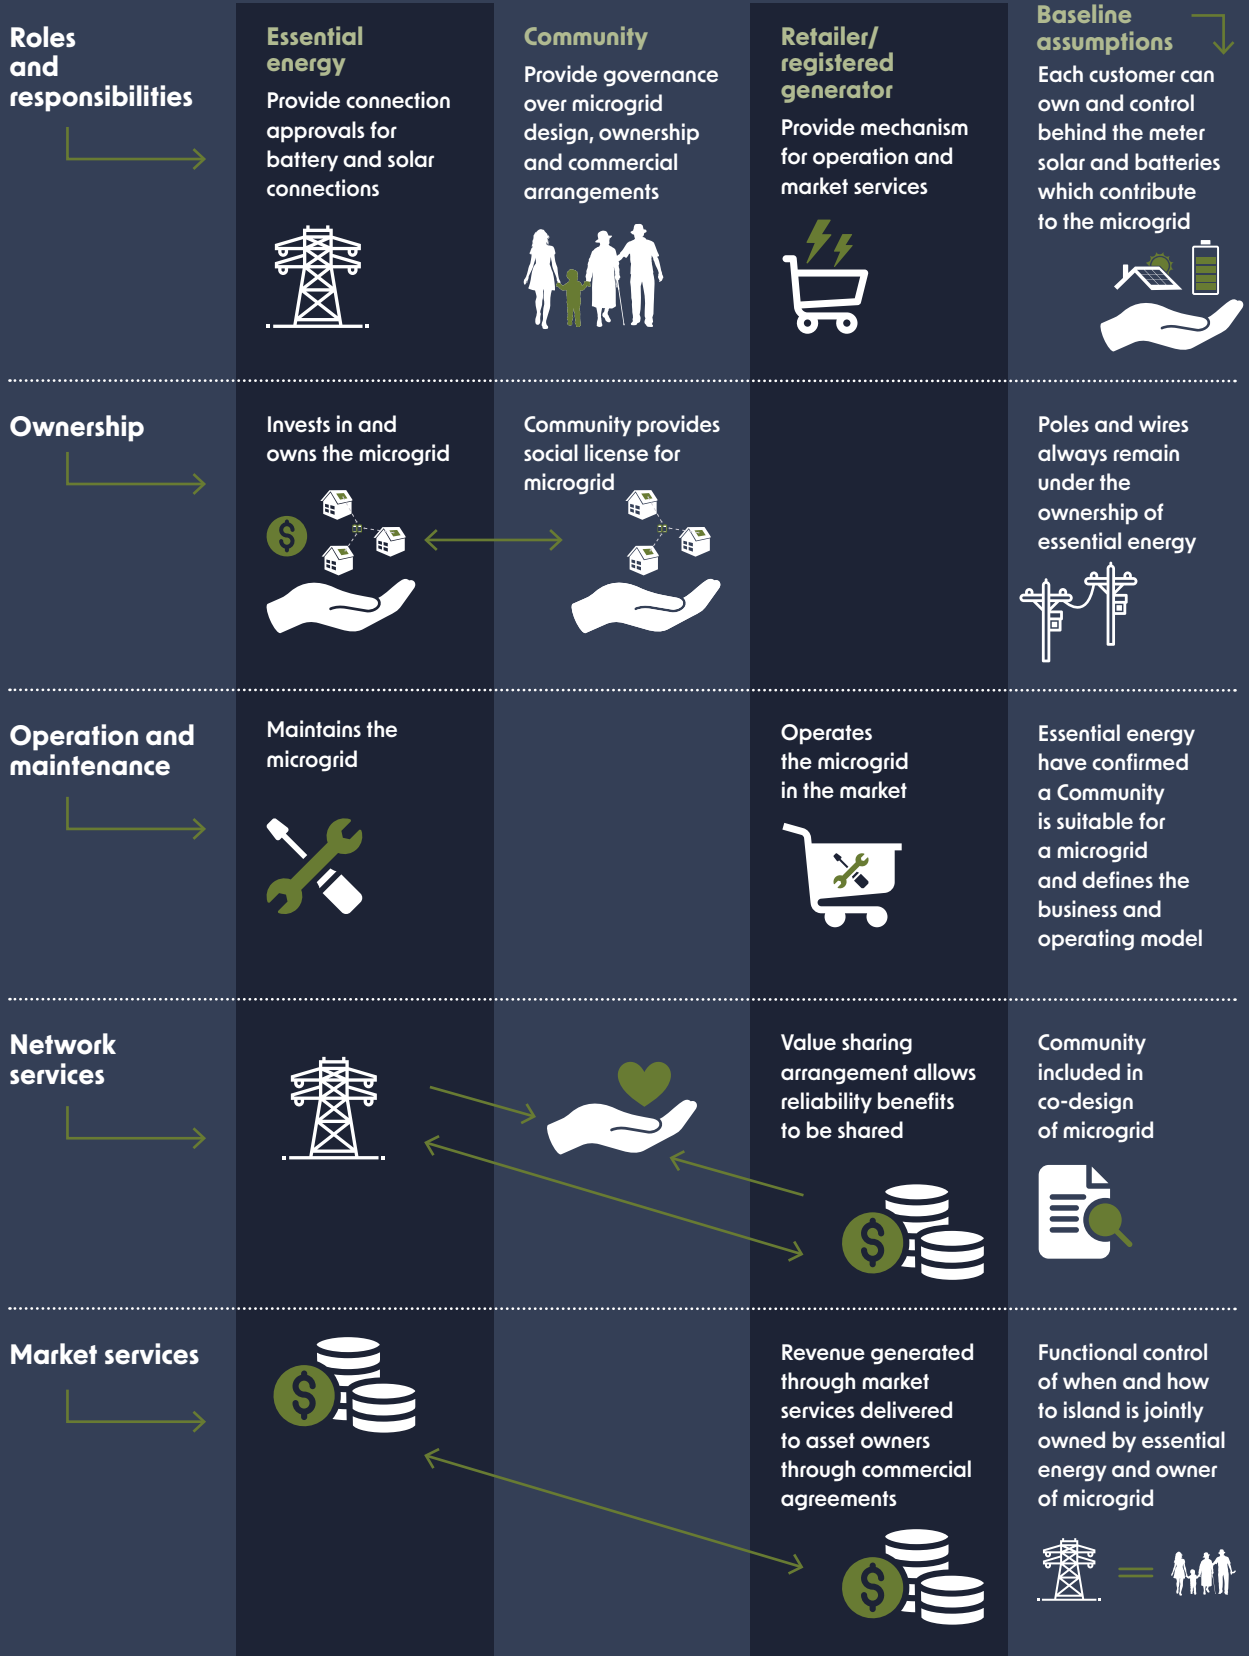 Roles
and
responsibilities
Essential
energy
Provide connection
approvals for
battery and solar
connections
Community
Provide governance
over microgrid
design, ownership
and commercial
arrangements
Retailer/
registered
generator
Provide mechanism
for operation and
market services
Baseline
assumptions
Each customer can
own and control
behind the meter
solar and batteries
which contribute
to the microgrid
Ownership
Invests in and
owns the microgrid
$
Community provides
social license for
microgrid
Poles and wires
always remain
under the
ownership of
essential energy
Operation and
maintenance
Maintains the
microgrid
Operates
the microgrid
in the market
Essential energy
have confirmed
a Community
is suitable for
a microgrid
and defines the
business and
operating model
Network
services
Value sharing
arrangement allows
reliability benefits
to be shared
$
Community
included in
co-design
of microgrid
Market services
$
Revenue generated
through market
services delivered
to asset owners
through commercial
agreements
$
Functional control
of when and how
to island is jointly
owned by essential
energy and owner
of microgrid